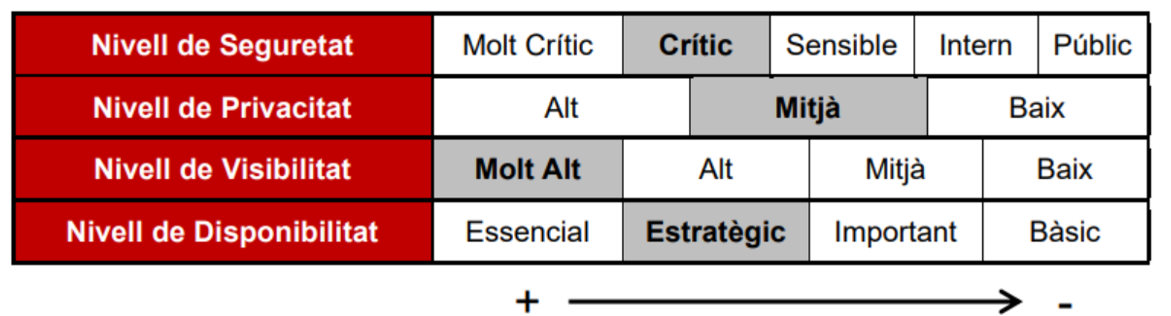 Nivell de Seguretat Molt Crític Crític Sensible Intern Públic
Nivell de Privacitat Alt Mitjà Baix
Nivell de Visibilitat Molt Alt Alt Mitjà Baix
Nivell de Disponibilitat Essencial Estratègic Important Bàsic
+ -